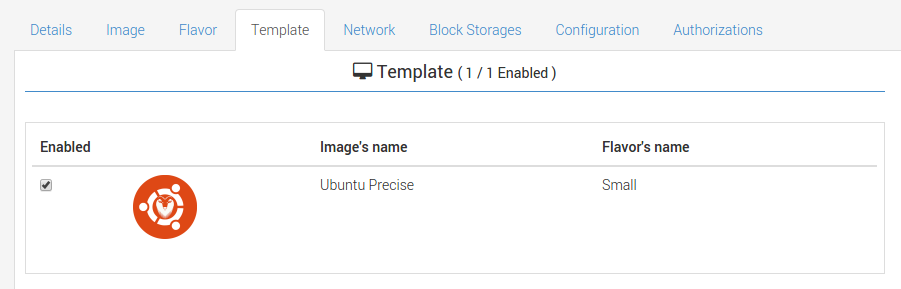 Details Image Flavor Template Network Block Storages Configuration Authorizations
Template ( 1 / 1 Enabled )
Enabled Image's name Flavor's name
Ubuntu Precise Small